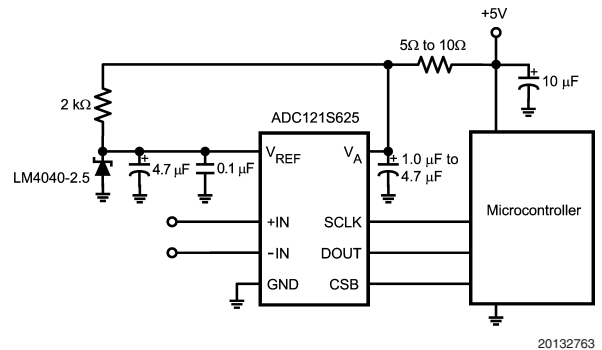 +5V
5Ω to 10Ω
10 µF
2 kΩ
ADC121S625
LM4040-2.5
4.7 µF
0.1 µF
VREF
VA
1.0 µF to
4.7 µF
Microcontroller
+IN
SCLK
−IN
DOUT
GND
CSB
20132763